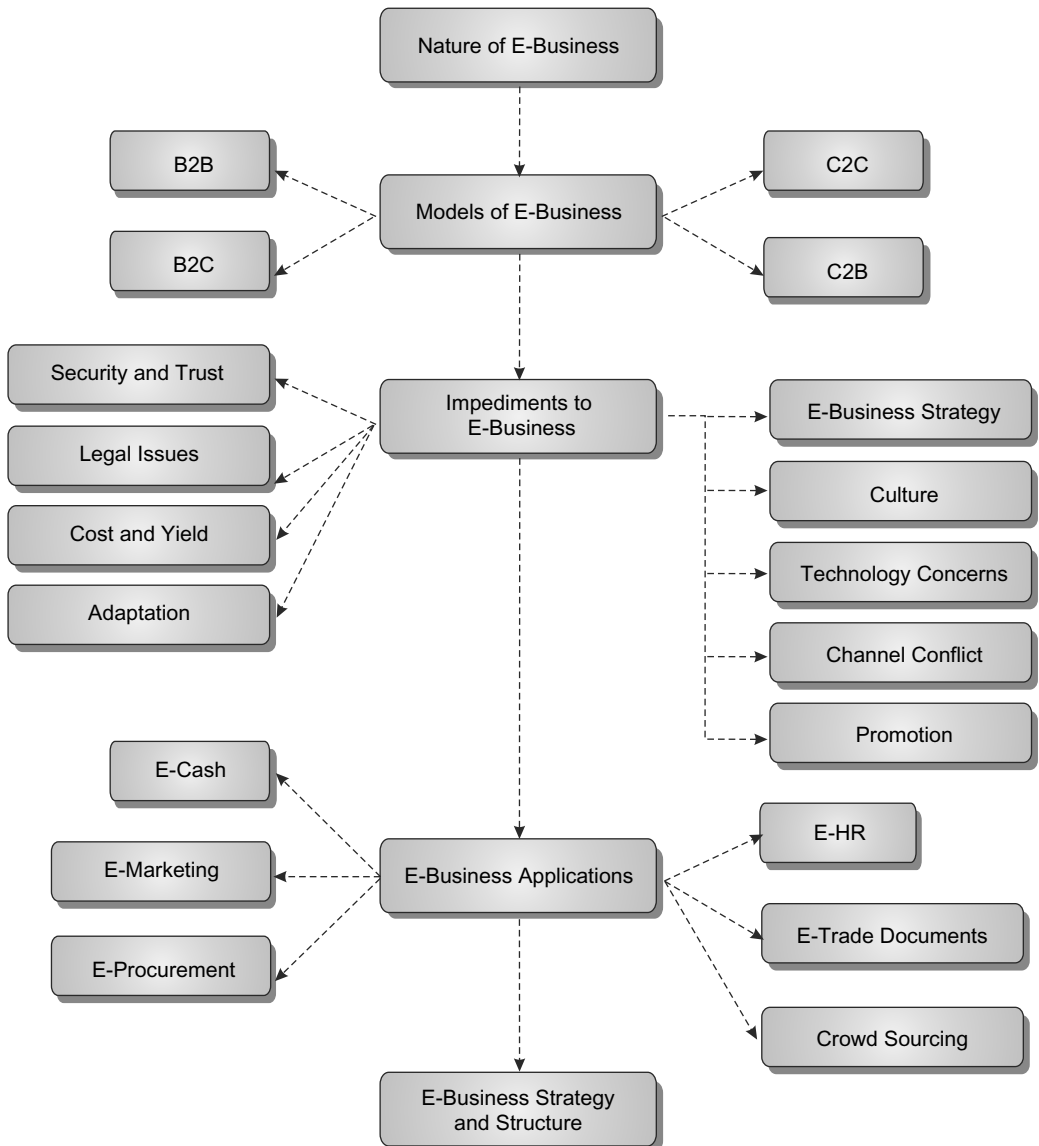 Nature of E-Business
B2B
C2C
Models of E-Business
B2C
C2B
Security and Trust
Impediments to
E-Business
E-Business Strategy
Legal Issues
Culture
Cost and Yield
Technology Concerns
Adaptation
Channel Conflict
Promotion
E-Cash
E-HR
E-Marketing
E-Business Applications
E-Procurement
E-Trade Documents
Crowd Sourcing
E-Business Strategy
and Structure